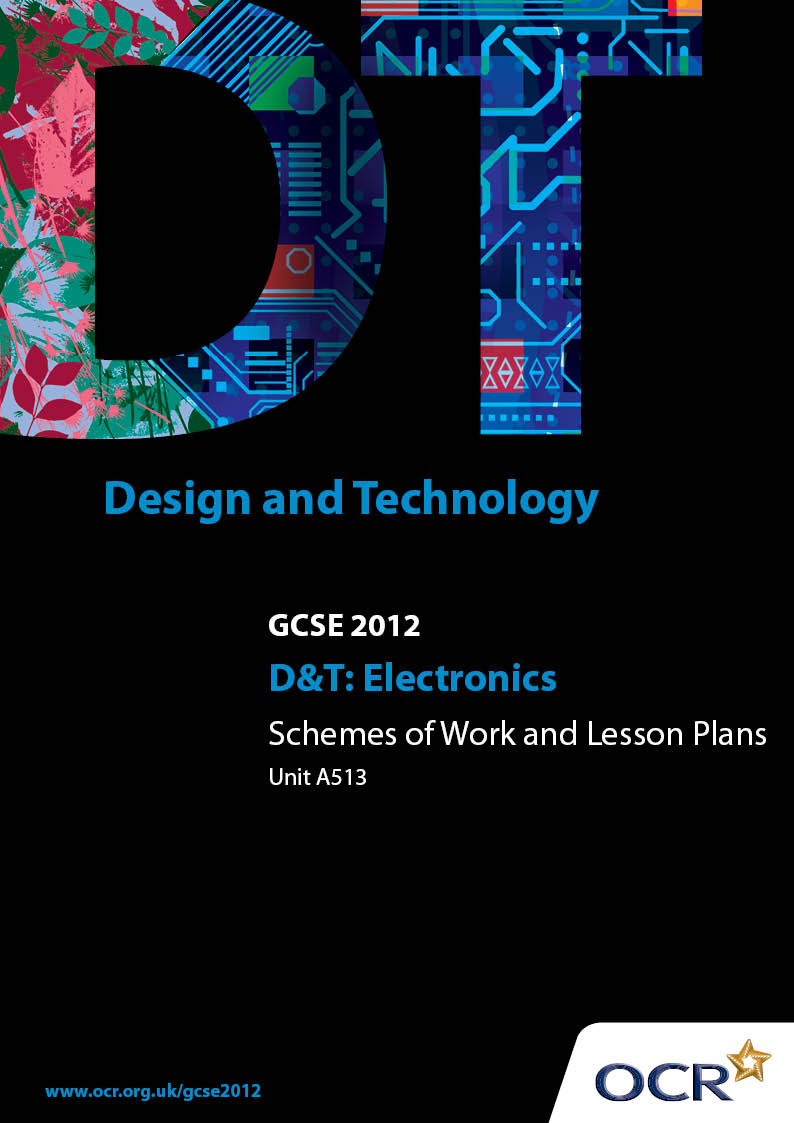 DT
Design and Technology
GCSE 2012
D&T: Electronics
Schemes of Work and Lesson Plans
Unit A513
www.ocr.org.uk/gcse2012
OCR